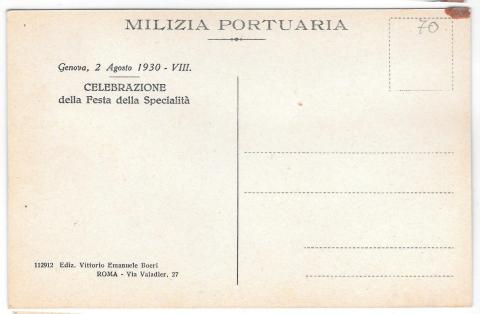 MILIZIA PORTUARIA
70
Genova, 2 Agosto 1930 - VIII.
CELEBRAZIONE
della Festa della Specialità
112912 Ediz. Vittorio Emanuele Boeri
ROMA - Via Valadier, 27